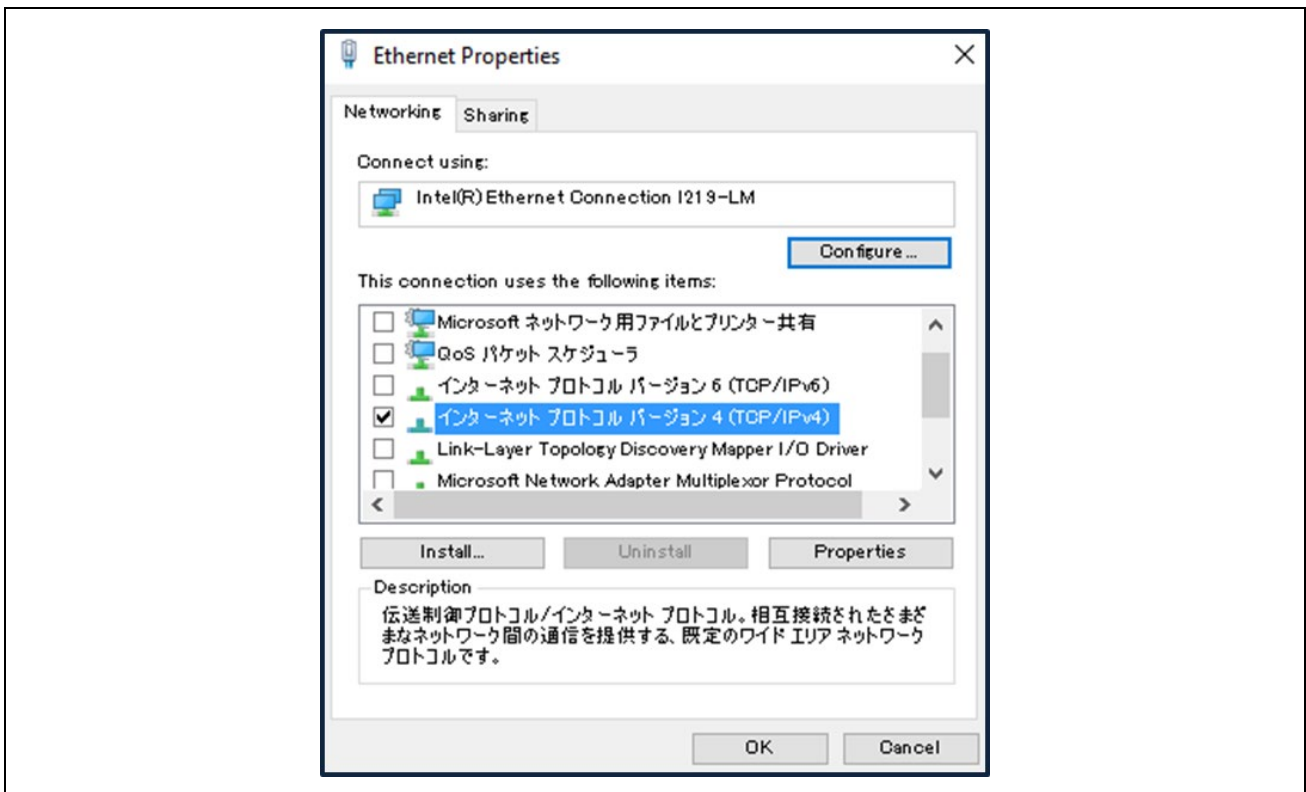 Ethernet Properties
Networking
Sharing
Connect using:
Intel(R) Ethernet Connection I219-LM
Configure...
This connection uses the following items:
Microsoft ネットワーク用ファイルとプリンター共有
QoS パケット スケジューラ
インターネット プロトコル バージョン 6 (TCP/IPv6)
インターネット プロトコル バージョン 4 (TCP/IPv4)
Link-Layer Topology Discovery Mapper I/O Driver
Microsoft Network Adapter Multiplexor Protocol
Install...
Uninstall
Properties
Description
伝送制御プロトコル/インターネット プロトコル。相互接続されたさまざ
まなネットワーク間の通信を提供する、既定のワイド エリア ネットワーク
プロトコルです。
OK
Cancel